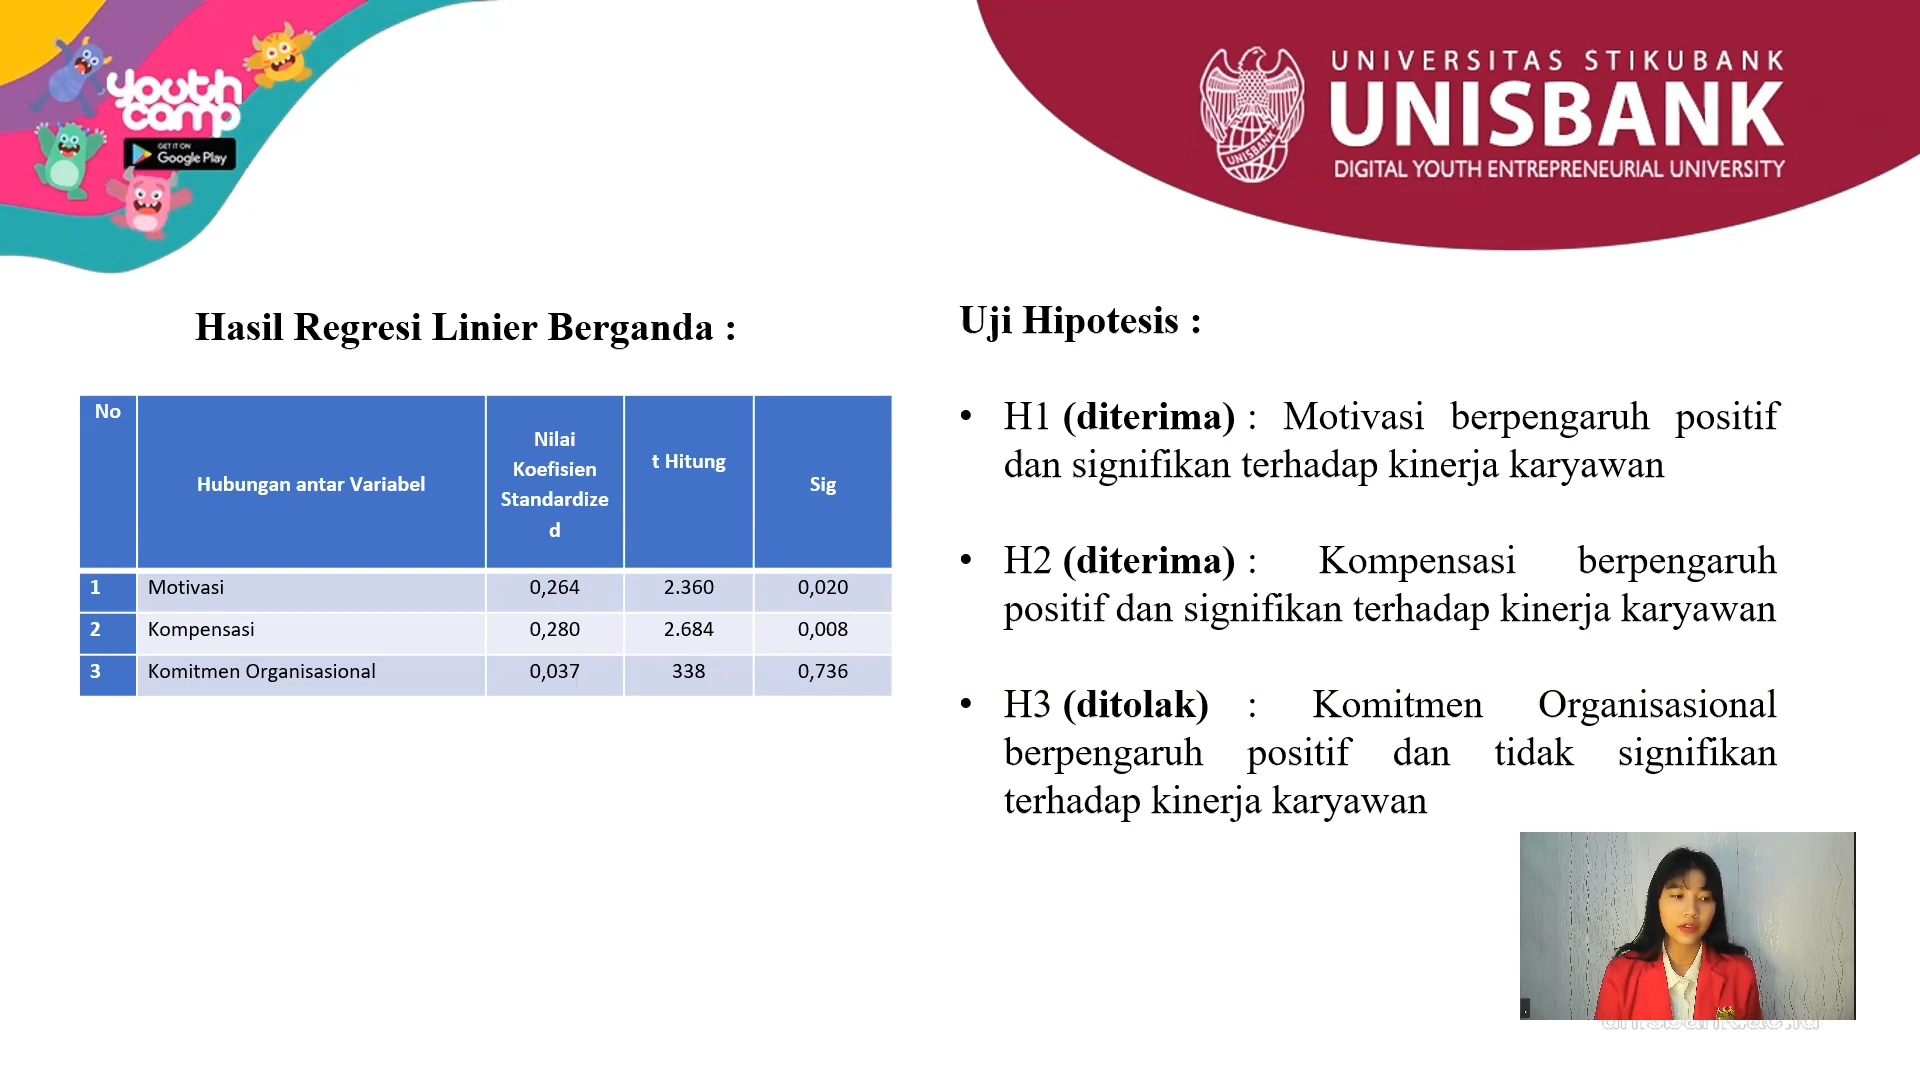 youth
camp
GET IT ON
Google Play
UNIVERSITAS STIKUBANK
UNISBANK
DIGITAL YOUTH ENTREPRENEURIAL UNIVERSITY
UNISBANK
Hasil Regresi Linier Berganda :
No
Hubungan antar Variabel
Nilai
Koefisien
Standardize
d
t Hitung
Sig
1 Motivasi 0,264 2.360 0,020
2 Kompensasi 0,280 2.684 0,008
3 Komitmen Organisasional 0,037 338 0,736
Uji Hipotesis :
• H1 (diterima) : Motivasi berpengaruh positif
dan signifikan terhadap kinerja karyawan
• H2 (diterima) : Kompensasi berpengaruh
positif dan signifikan terhadap kinerja karyawan
• H3 (ditolak) : Komitmen Organisasional
berpengaruh positif dan tidak signifikan
terhadap kinerja karyawan
unisbank.ac.id